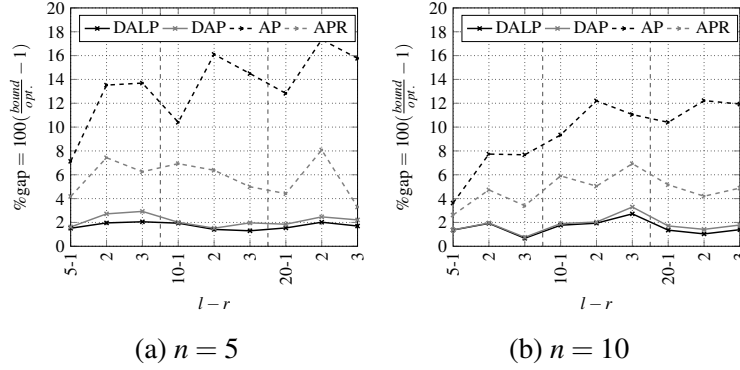 20
18
16
14
12
10
8
6
4
2
0
%gap = 100(bound/opt. − 1)
DALP DAP AP APR
5-1 2 3 10-1 2 3 20-1 2 3
l − r
(a) n = 5
20
18
16
14
12
10
8
6
4
2
0
%gap = 100(bound/opt. − 1)
DALP DAP AP APR
5-1 2 3 10-1 2 3 20-1 2 3
l − r
(b) n = 10